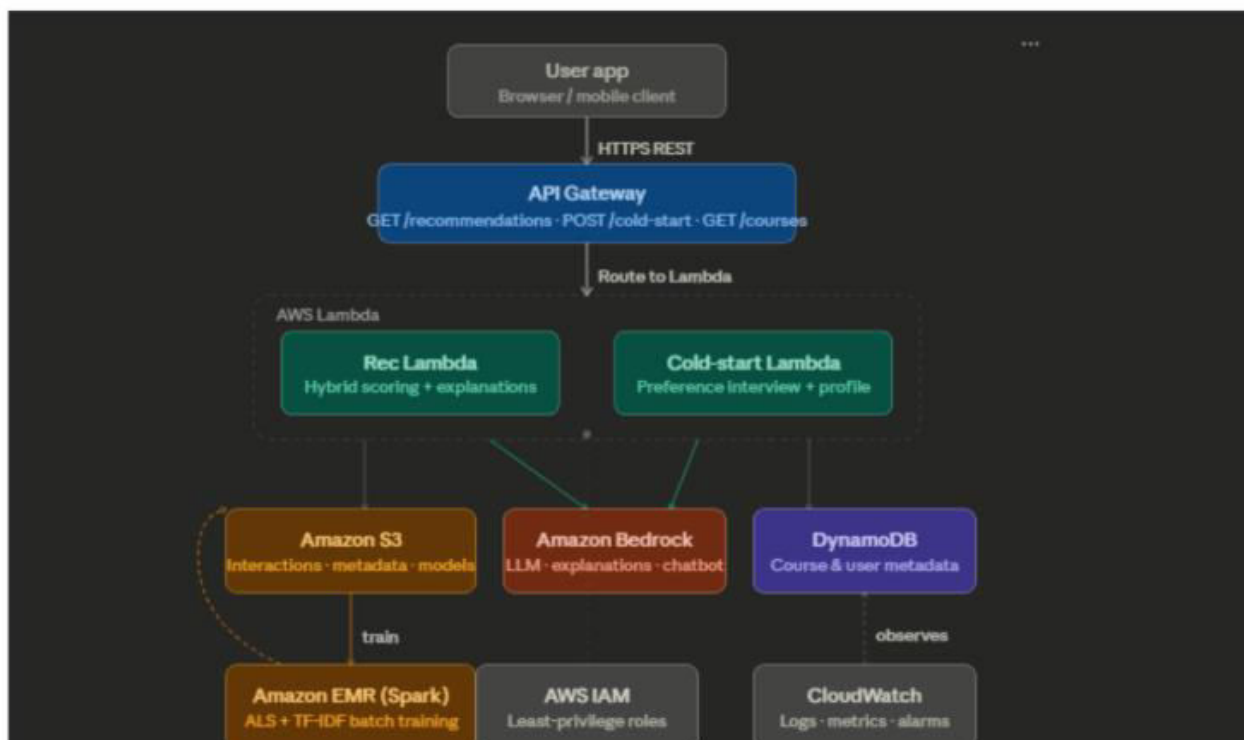 ...
User app
Browser / mobile client
HTTPS REST
API Gateway
GET /recommendations · POST /cold-start · GET /courses
Route to Lambda
AWS Lambda
Rec Lambda
Hybrid scoring + explanations
Cold-start Lambda
Preference interview + profile
Amazon S3
Interactions · metadata · models
Amazon Bedrock
LLM · explanations · chatbot
DynamoDB
Course & user metadata
train
observes
Amazon EMR (Spark)
ALS + TF-IDF batch training
AWS IAM
Least-privilege roles
CloudWatch
Logs · metrics · alarms